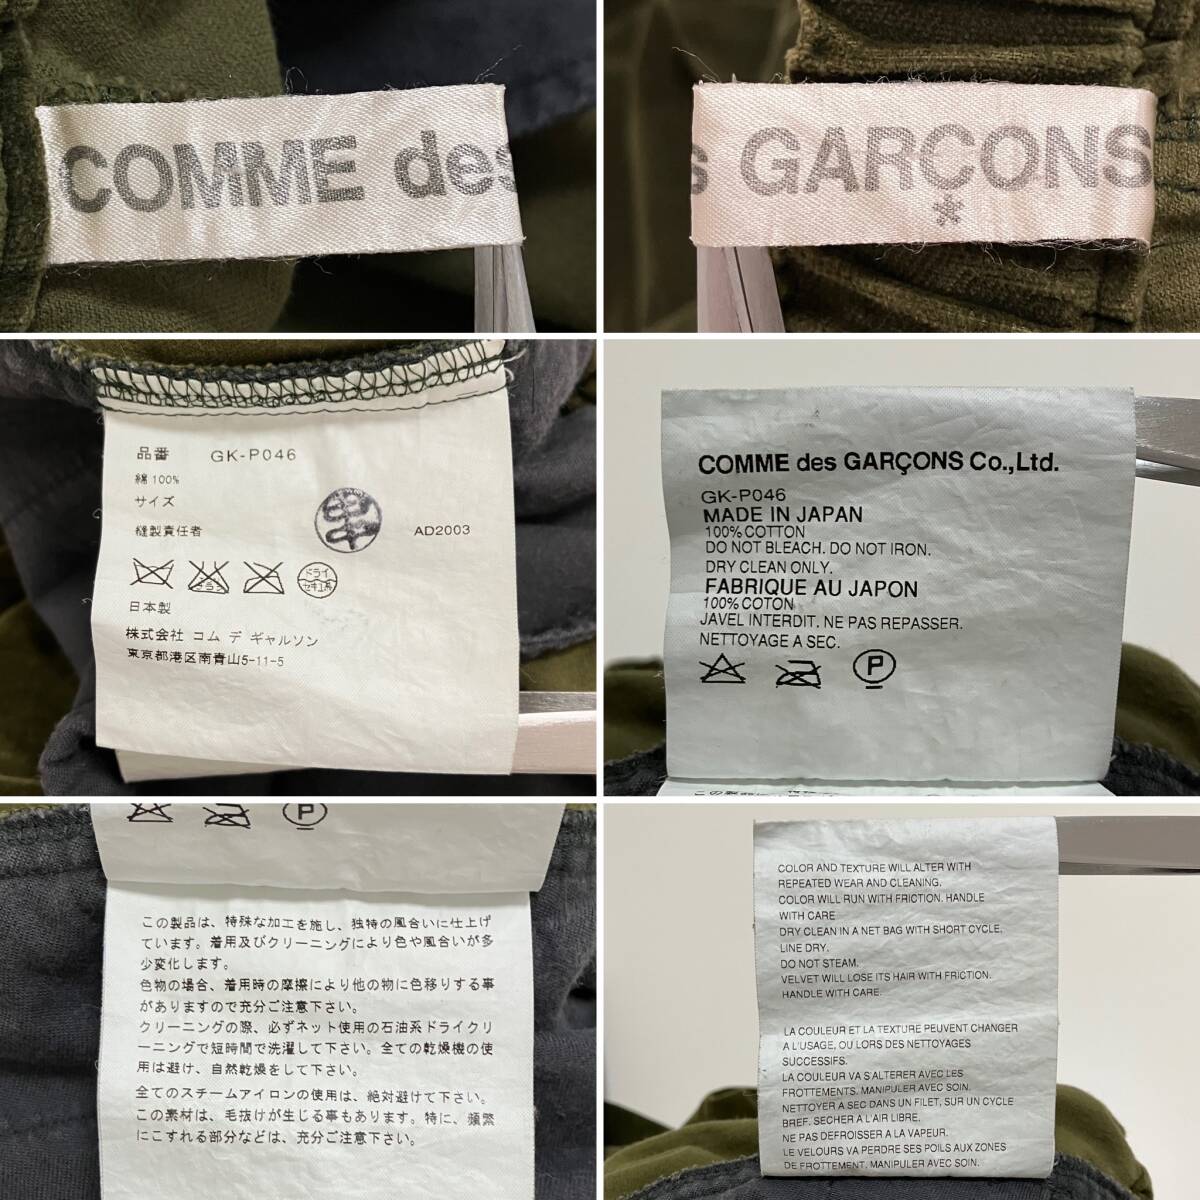 COMME des
s GARCONS
*
品番 GK-P046
綿 100%
サイズ
縫製責任者
AD2003
ドライ
セキユ系
日本製
株式会社 コム デ ギャルソン
東京都港区南青山5-11-5
COMME des GARÇONS Co.,Ltd.
GK-P046
MADE IN JAPAN
100% COTTON
DO NOT BLEACH. DO NOT IRON.
DRY CLEAN ONLY.
FABRIQUE AU JAPON
100% COTON
JAVEL INTERDIT. NE PAS REPASSER.
NETTOYAGE A SEC.
P
P
この製品は、特殊な加工を施し、独特の風合いに仕上げ
ています。着用及びクリーニングにより色や風合いが多
少変化します。
色物の場合、着用時の摩擦により他の物に色移りする事
がありますので充分ご注意下さい。
クリーニングの際、必ずネット使用の石油系ドライクリ
ーニングで短時間で洗濯して下さい。全ての乾燥機の使
用は避け、自然乾燥をして下さい。
全てのスチームアイロンの使用は、絶対避けて下さい。
この素材は、毛抜けが生じる事もあります。特に、頻繁
にこすれる部分などは、充分ご注意下さい。
COLOR AND TEXTURE WILL ALTER WITH
REPEATED WEAR AND CLEANING.
COLOR WILL RUN WITH FRICTION. HANDLE
WITH CARE
DRY CLEAN IN A NET BAG WITH SHORT CYCLE.
LINE DRY.
DO NOT STEAM.
VELVET WILL LOSE ITS HAIR WITH FRICTION.
HANDLE WITH CARE.
LA COULEUR ET LA TEXTURE PEUVENT CHANGER
A L'USAGE, OU LORS DES NETTOYAGES
SUCCESSIFS.
LA COULEUR VA S'ALTERER AVEC LES
FROTTEMENTS. MANIPULER AVEC SOIN.
NETTOYER A SEC DANS UN FILET, SUR UN CYCLE
BREF. SECHER A L'AIR LIBRE.
NE PAS DEFROISSER A LA VAPEUR.
LE VELOURS VA PERDRE SES POILS AUX ZONES
DE FROTTEMENT. MANIPULER AVEC SOIN.